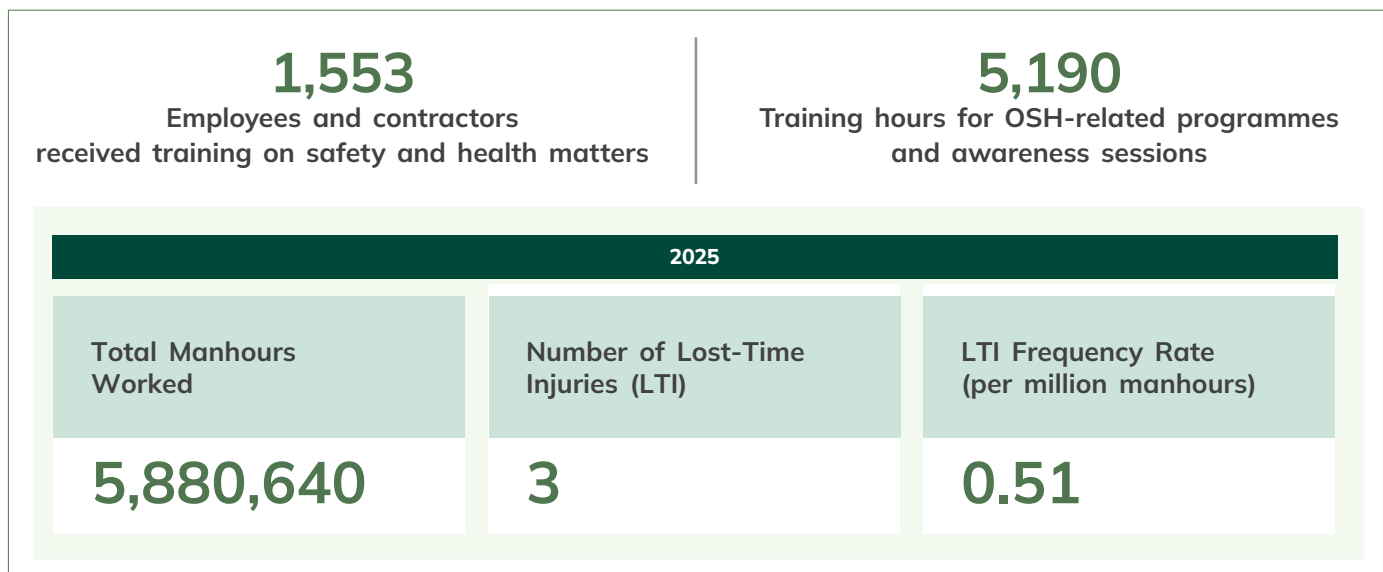 1,553
Employees and contractors
received training on safety and health matters
5,190
Training hours for OSH-related programmes
and awareness sessions
2025
Total Manhours
Worked
5,880,640
Number of Lost-Time
Injuries (LTI)
3
LTI Frequency Rate
(per million manhours)
0.51